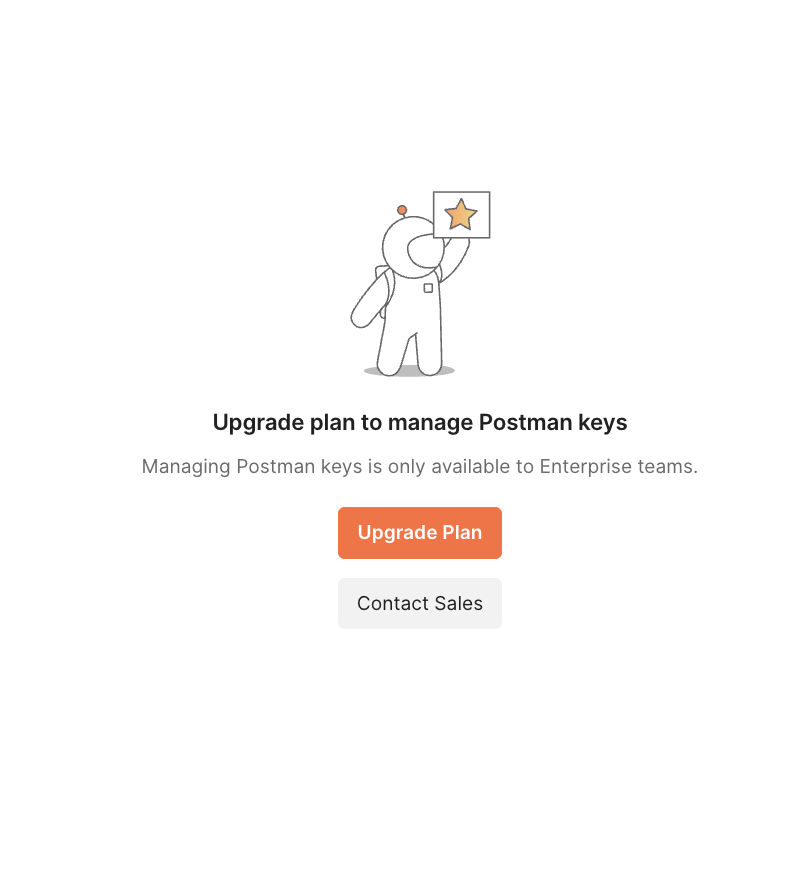 Upgrade plan to manage Postman keys
Managing Postman keys is only available to Enterprise teams.
Upgrade Plan
Contact Sales